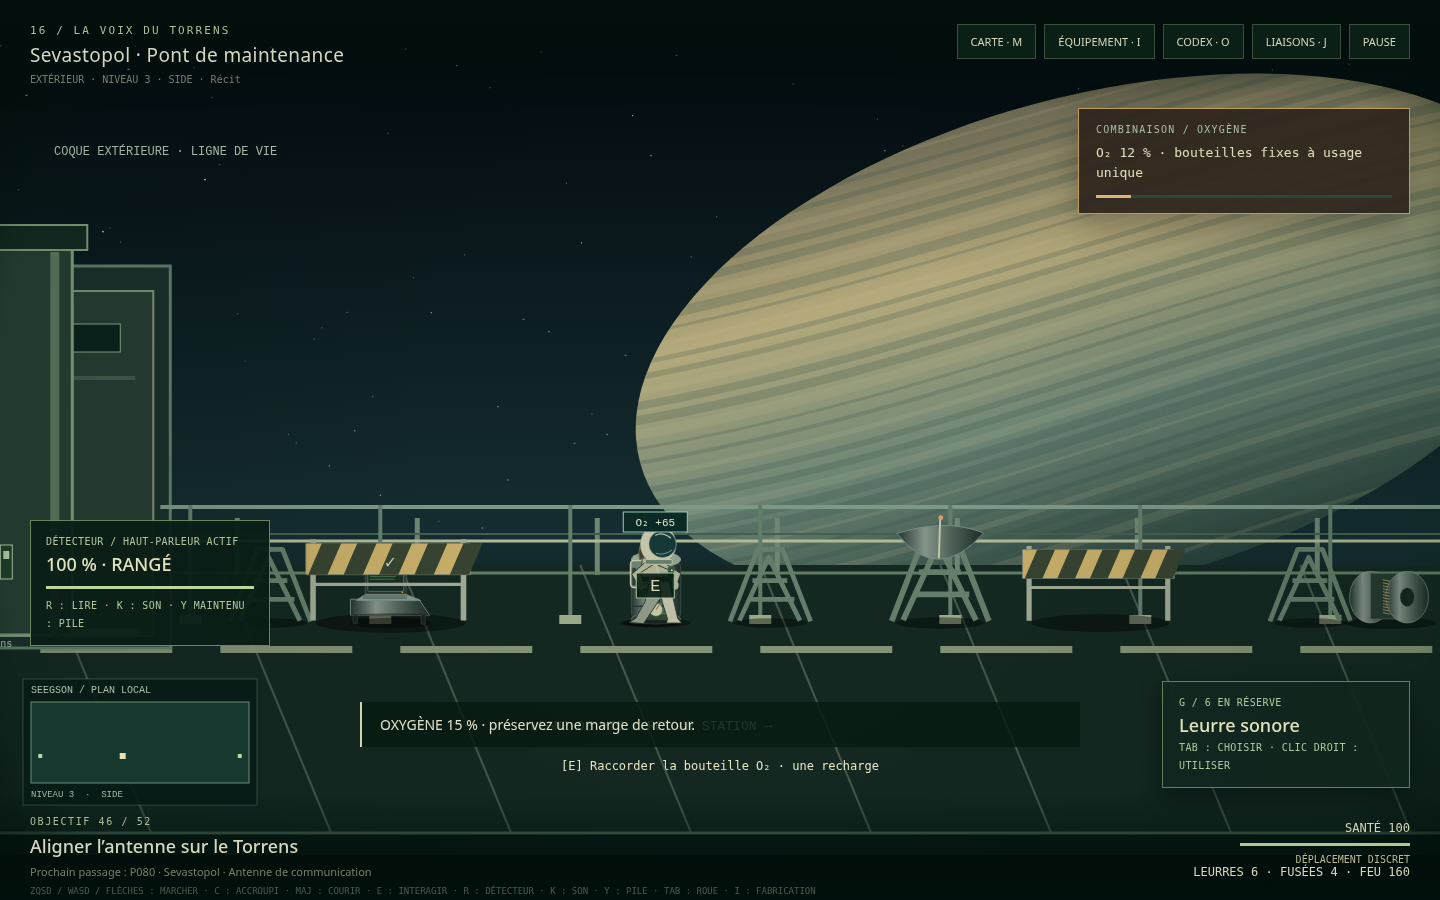 16 / LA VOIX DU TORRENS
Sevastopol · Pont de maintenance
EXTÉRIEUR · NIVEAU 3 · SIDE · Récit
CARTE · M
ÉQUIPEMENT · I
CODEX · O
LIAISONS · J
PAUSE
COQUE EXTÉRIEURE · LIGNE DE VIE
COMBINAISON / OXYGÈNE
O₂ 12 % · bouteilles fixes à usage
unique
O₂ +65
E
DÉTECTEUR / HAUT-PARLEUR ACTIF
100 % · RANGÉ
R : LIRE · K : SON · Y MAINTENU
: PILE
ns
SEEGSON / PLAN LOCAL
NIVEAU 3 · SIDE
OXYGÈNE 15 % · préservez une marge de retour.
STATION →
[E] Raccorder la bouteille O₂ · une recharge
G / 6 EN RÉSERVE
Leurre sonore
TAB : CHOISIR · CLIC DROIT :
UTILISER
OBJECTIF 46 / 52
Aligner l’antenne sur le Torrens
Prochain passage : P080 · Sevastopol · Antenne de communication
ZQSD / WASD / FLÈCHES : MARCHER · C : ACCROUPI · MAJ : COURIR · E : INTERAGIR · R : DÉTECTEUR · K : SON · Y : PILE · TAB : ROUE · I : FABRICATION
SANTÉ 100
DÉPLACEMENT DISCRET
LEURRES 6 · FUSÉES 4 · FEU 160